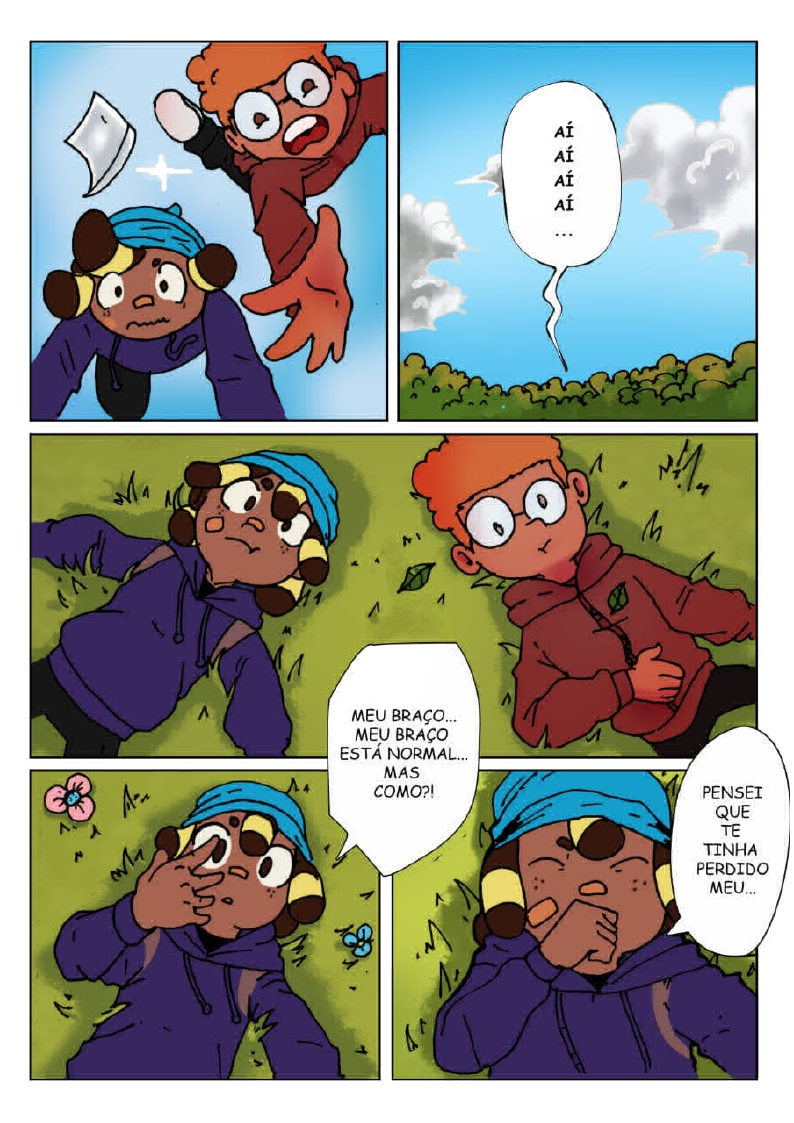 AÍ
AÍ
AÍ
AÍ
...
MEU BRAÇO...
MEU BRAÇO
ESTÁ NORMAL...
MAS
COMO?!
PENSEI
QUE
TE
TINHA
PERDIDO
MEU...